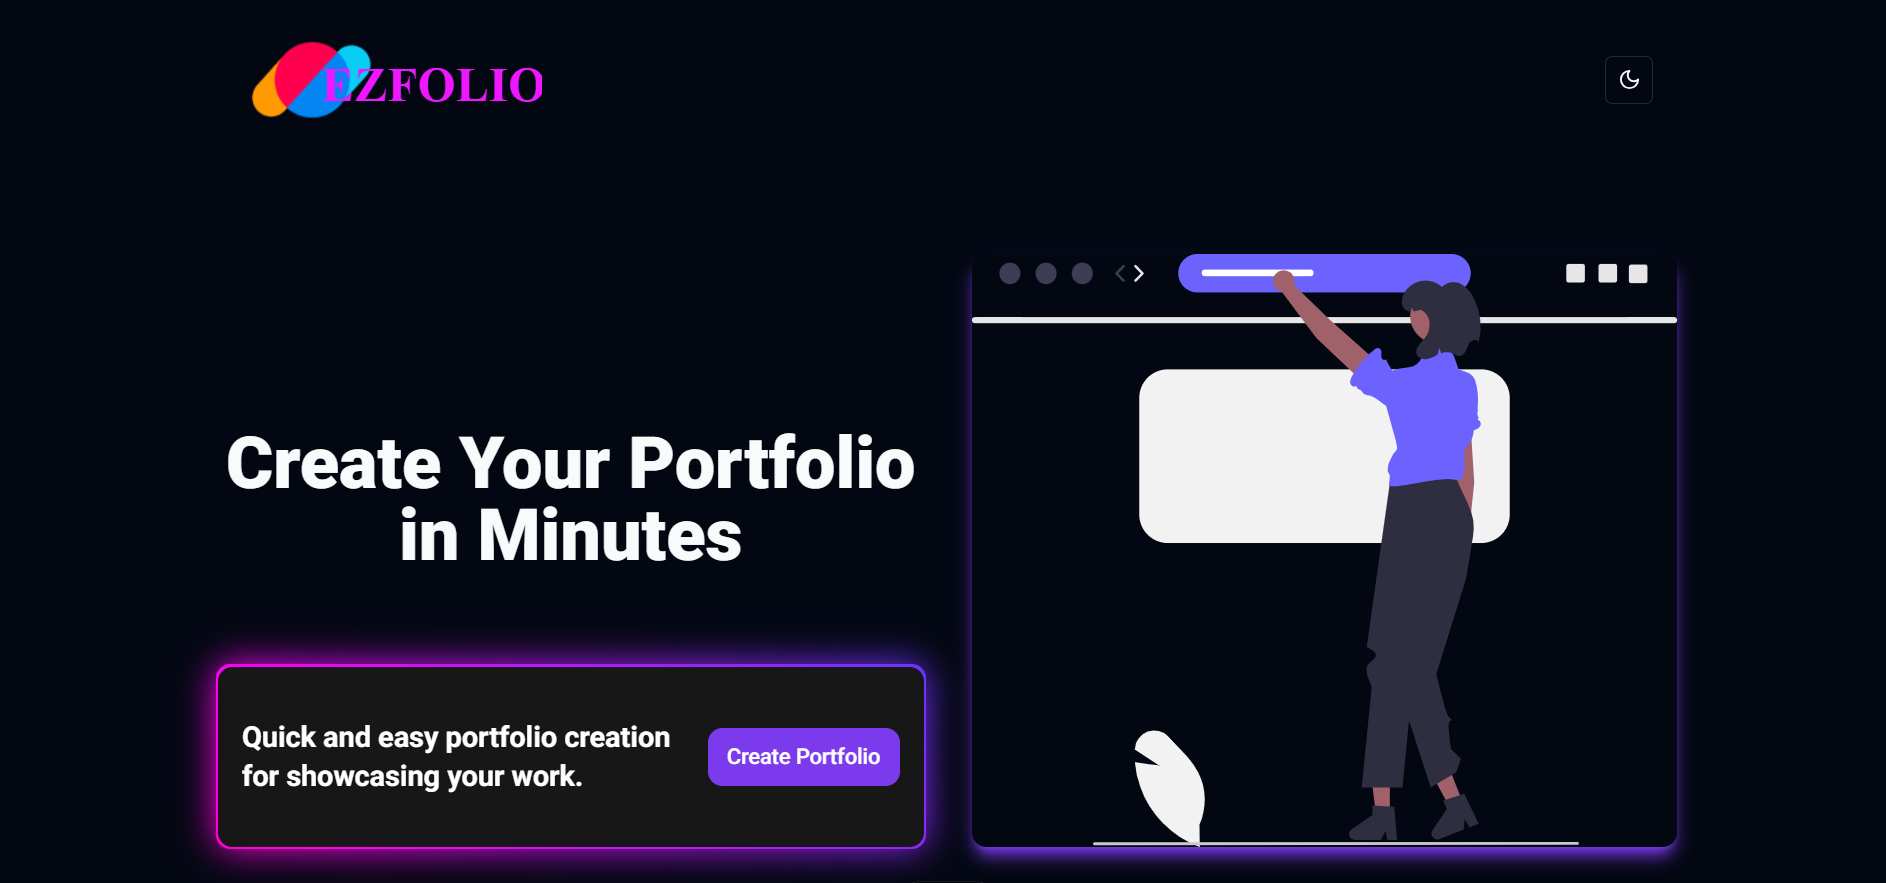 EZFOLIO
Create Your Portfolio
in Minutes
Quick and easy portfolio creation
for showcasing your work.
Create Portfolio